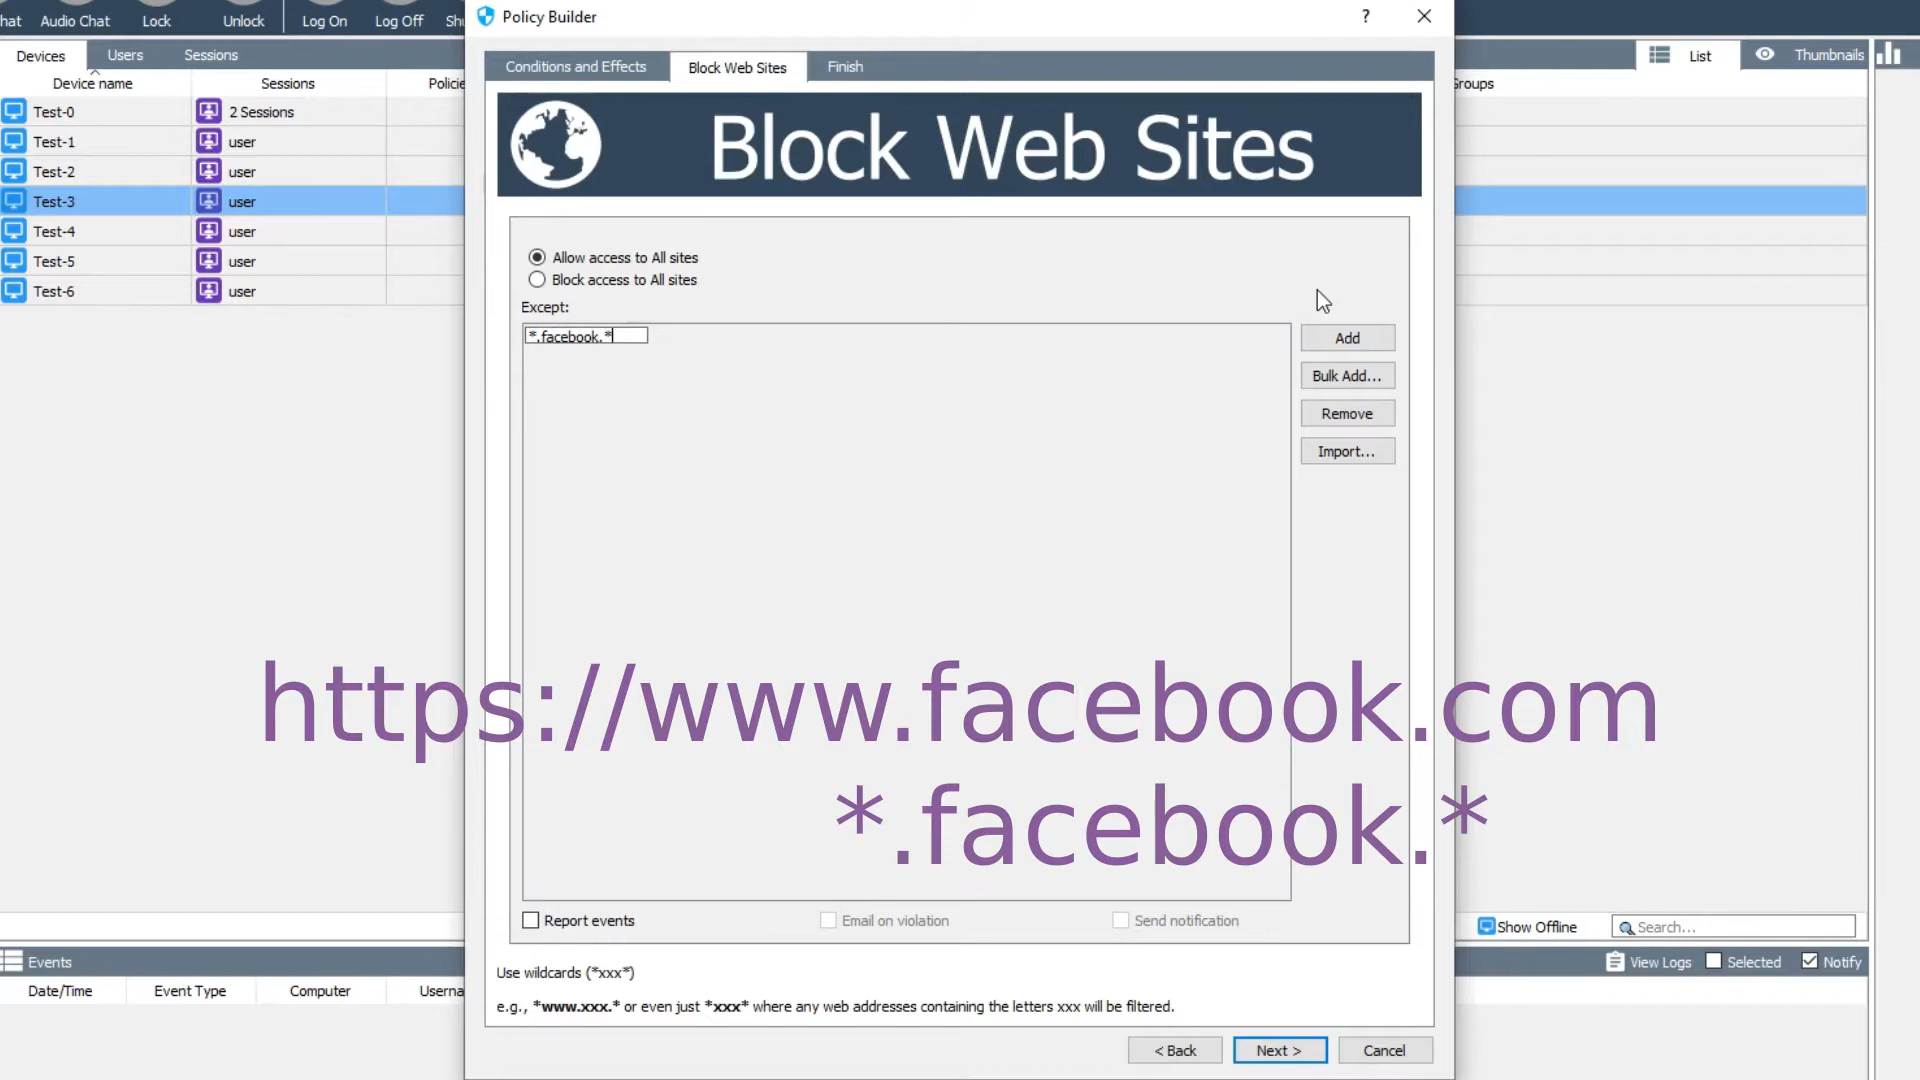 hat Audio Chat Lock Unlock Log On Log Off Shu
Policy Builder ? 
Devices Users Sessions
Conditions and Effects Block Web Sites Finish
List Thumbnails
Device name Sessions Policie
Groups
Block Web Sites
Test-0 2 Sessions
Test-1 user
Test-2 user
Test-3 user
Test-4 user
Test-5 user
Test-6 user
Allow access to All sites
Block access to All sites
Except:
*.facebook.*
Add
Bulk Add...
Remove
Import...
https://www.facebook.com
*.facebook.*
Report events Email on violation Send notification
Show Offline Search...
Events
View Logs Selected Notify
Use wildcards (*xxx*)
Date/Time Event Type Computer Userna
e.g., *www.xxx.* or even just *xxx* where any web addresses containing the letters xxx will be filtered.
< Back Next > Cancel